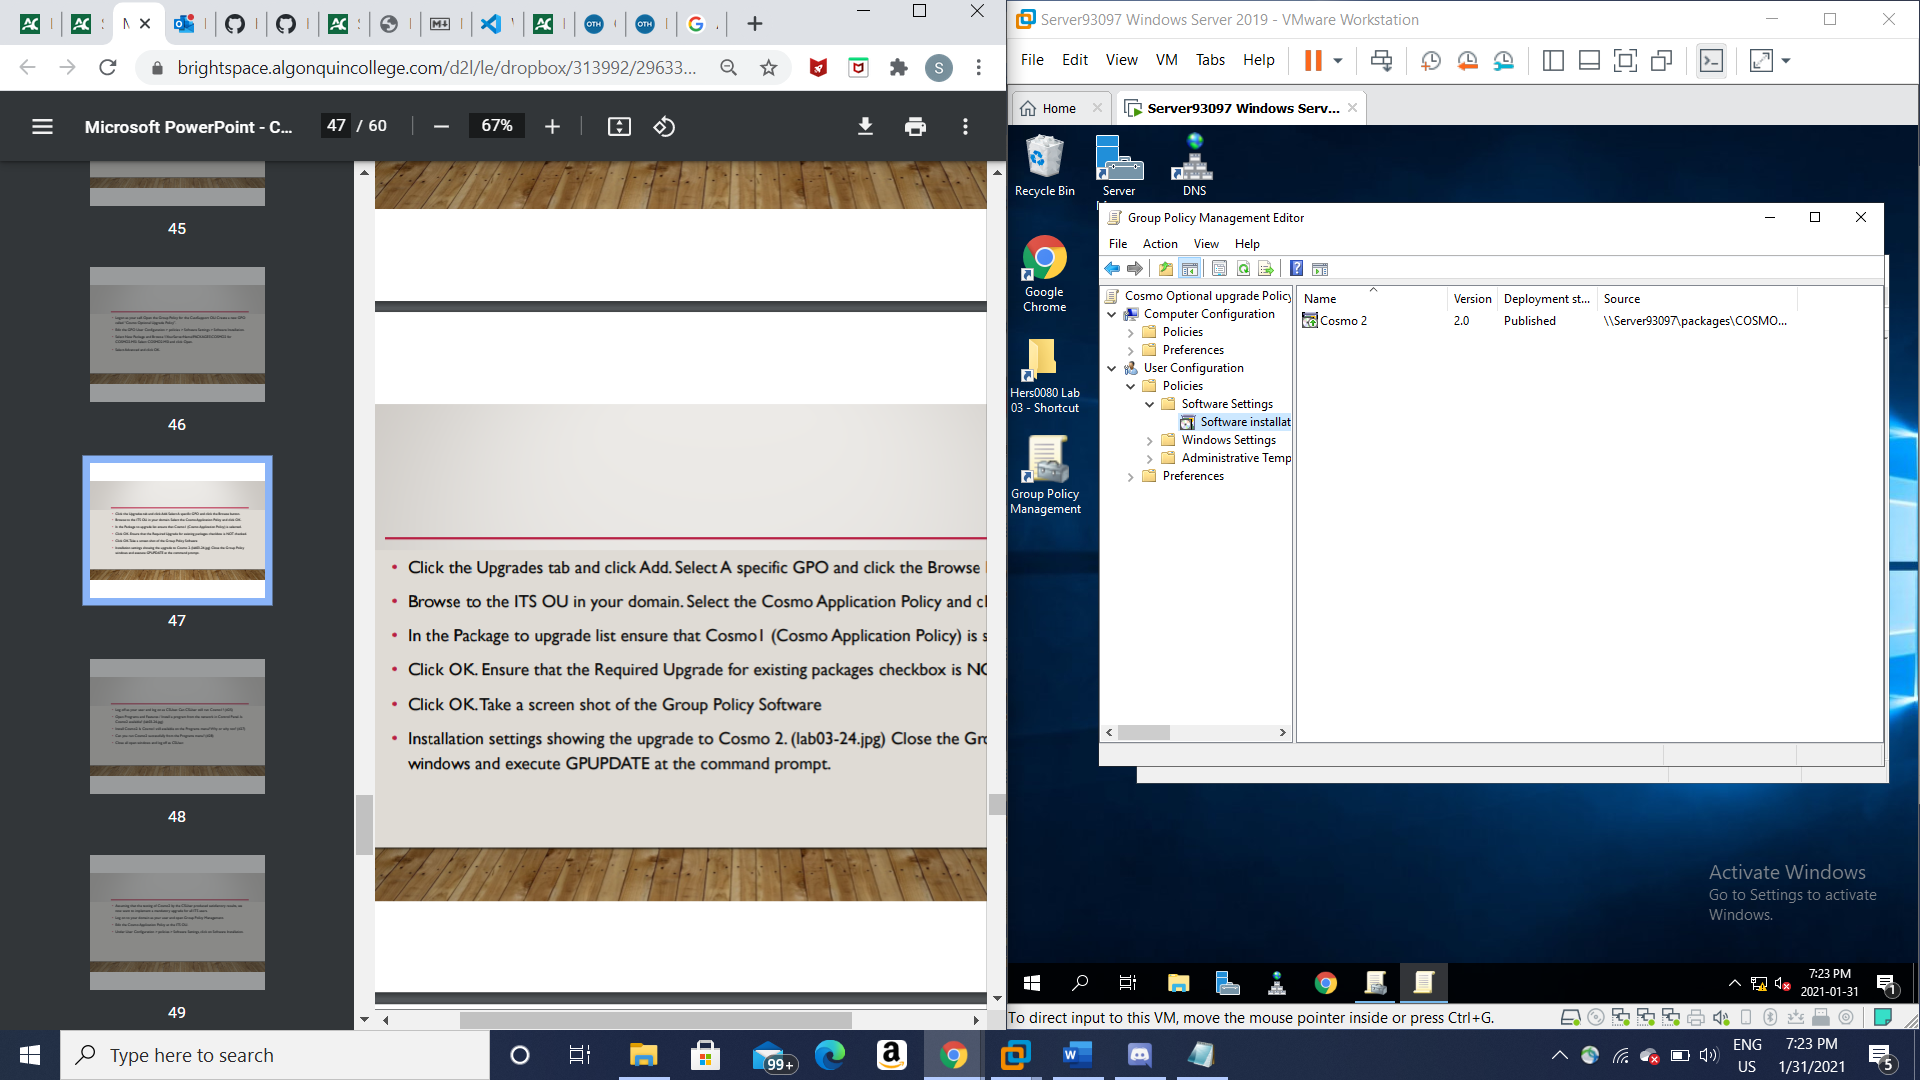 brightspace.algonquincollege.com/d2l/le/dropbox/313992/29633...
S
Microsoft PowerPoint - C...
47 / 60
67%
45
46
47
48
49
Click the Upgrades tab and click Add. Select A specific GPO and click the Browse
Browse to the ITS OU in your domain. Select the Cosmo Application Policy and cl
In the Package to upgrade list ensure that Cosmo1 (Cosmo Application Policy) is s
Click OK. Ensure that the Required Upgrade for existing packages checkbox is NO
Click OK. Take a screen shot of the Group Policy Software
Installation settings showing the upgrade to Cosmo 2. (lab03-24.jpg) Close the Gr
windows and execute GPUPDATE at the command prompt.
Server93097 Windows Server 2019 - VMware Workstation
File Edit View VM Tabs Help
Home
Server93097 Windows Serv...
Recycle Bin
Server
DNS
Google
Chrome
Hers0080 Lab
03 - Shortcut
Group Policy
Management
Group Policy Management Editor
File Action View Help
Cosmo Optional upgrade Policy
Computer Configuration
Policies
Preferences
User Configuration
Policies
Software Settings
Software installat
Windows Settings
Administrative Temp
Preferences
Name Version Deployment st... Source
Cosmo 2 2.0 Published \\Server93097\packages\COSMO...
Activate Windows
Go to Settings to activate
Windows.
7:23 PM
2021-01-31
1
To direct input to this VM, move the mouse pointer inside or press Ctrl+G.
Type here to search
99+
ENG
US
7:23 PM
1/31/2021
5